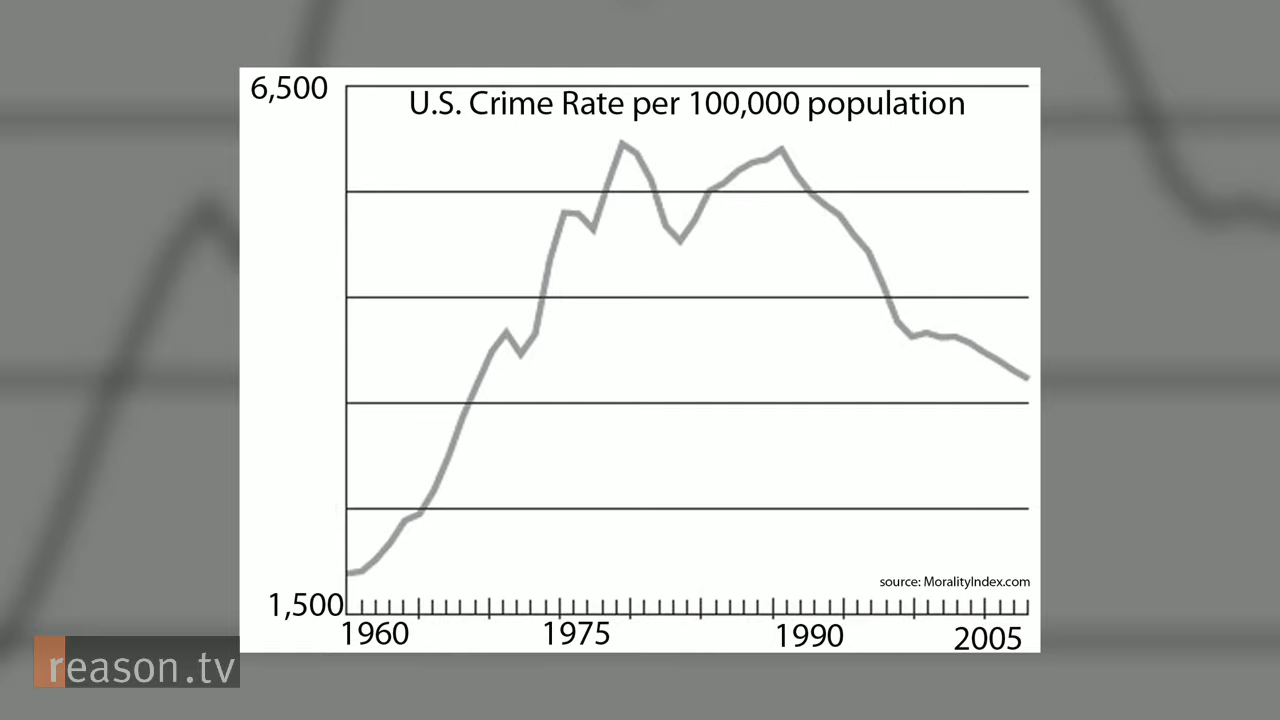 6,500
U.S. Crime Rate per 100,000 population
source: MoralityIndex.com
1,500
1960 1975 1990 2005
reason.tv